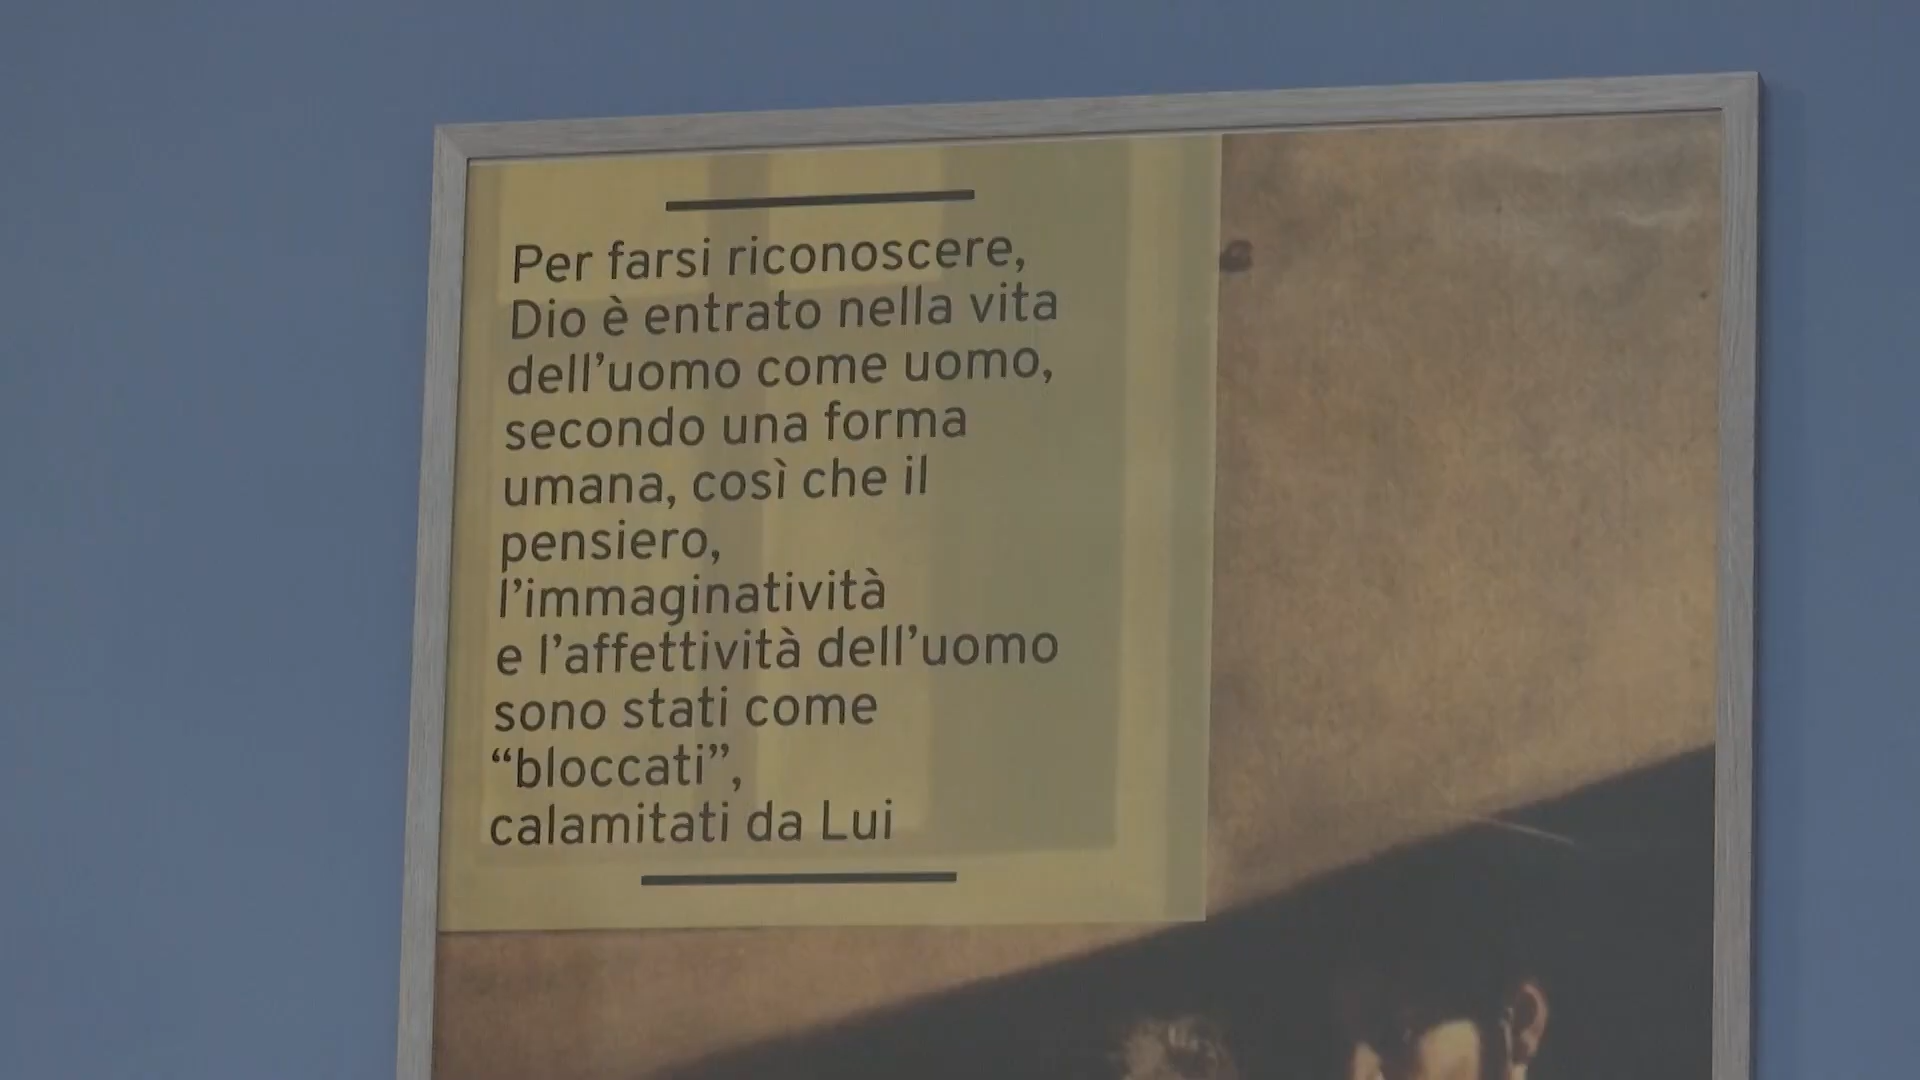 Per farsi riconoscere,
Dio è entrato nella vita
dell’uomo come uomo,
secondo una forma
umana, così che il
pensiero,
l’immaginatività
e l’affettività dell’uomo
sono stati come
“bloccati”,
calamitati da Lui